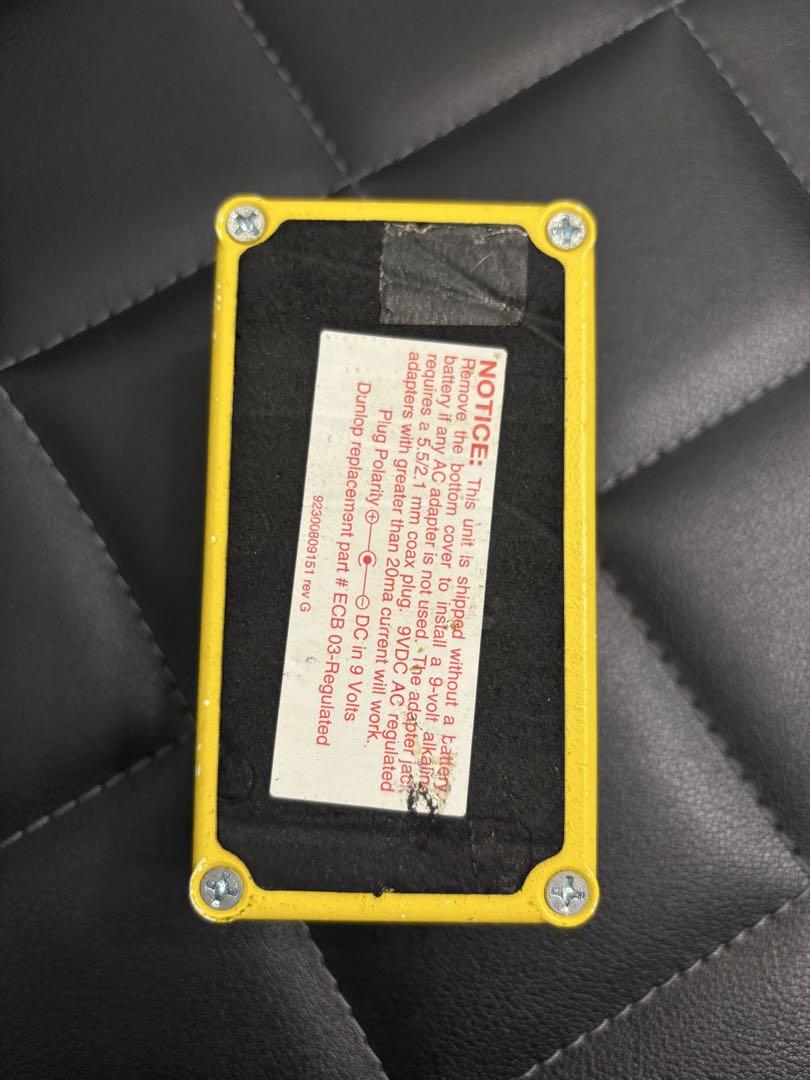 NOTICE: This unit is shipped without a battery.
Remove the bottom cover to install a 9-volt alkaline
battery if any AC adapter is not used. The adapter jack
requires a 5.5/2.1 mm coax plug. 9VDC AC regulated
adapters with greater than 20ma current will work.
Plug Polarity + - DC in 9 Volts
Dunlop replacement part # ECB 03-Regulated
92300809151 rev G